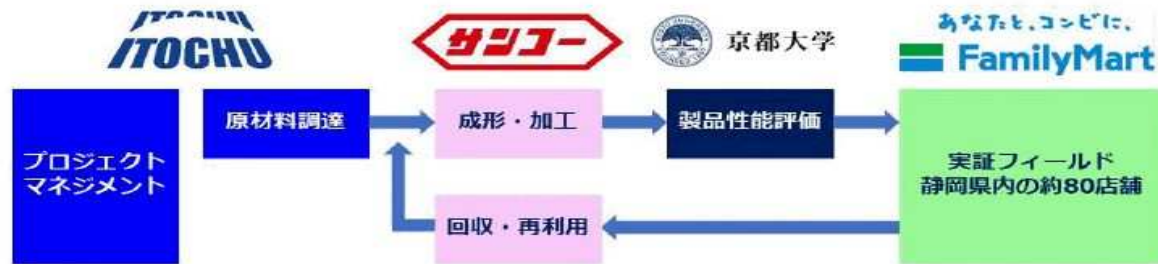 ITOCHU
サンコー
京都大学
あなたと、コンビに、
FamilyMart
プロジェクト
マネジメント
原材料調達
成形・加工
製品性能評価
実証フィールド
静岡県内の約80店舗
回収・再利用